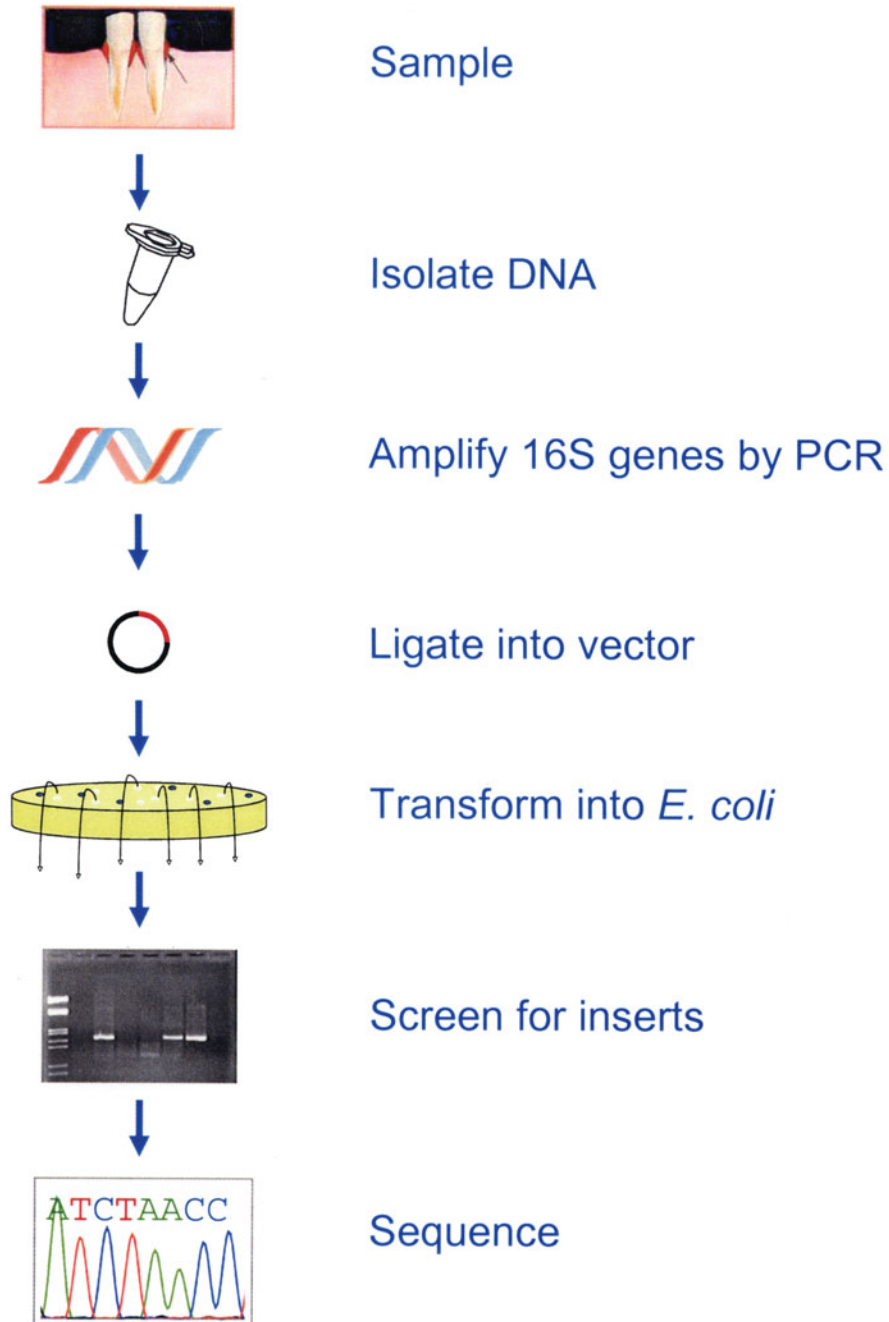 Sample
Isolate DNA
Amplify 16S genes by PCR
Ligate into vector
Transform into E. coli
Screen for inserts
ATCTAACC
Sequence